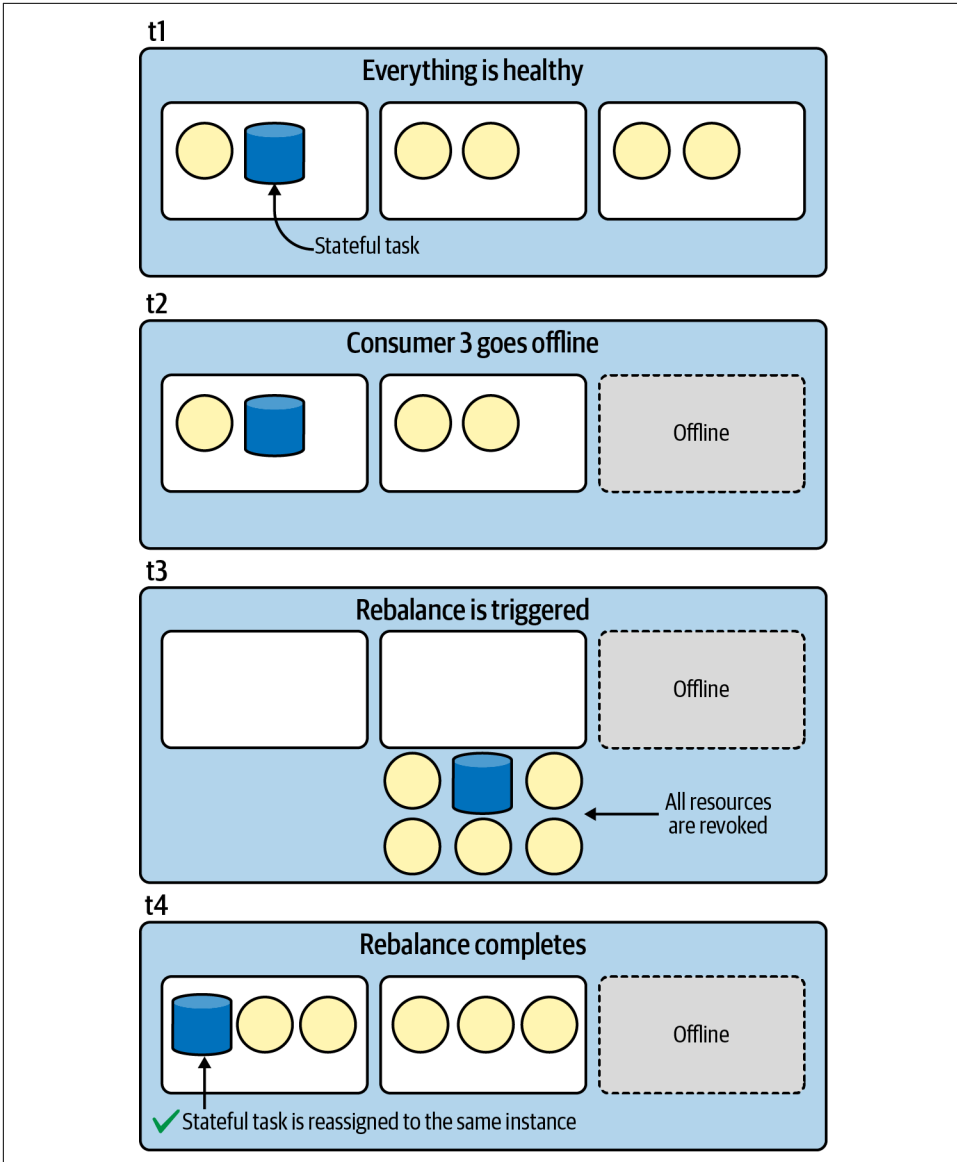 t1
Everything is healthy
Stateful task
t2
Consumer 3 goes offline
Offline
t3
Rebalance is triggered
Offline
All resources
are revoked
t4
Rebalance completes
Offline
Stateful task is reassigned to the same instance